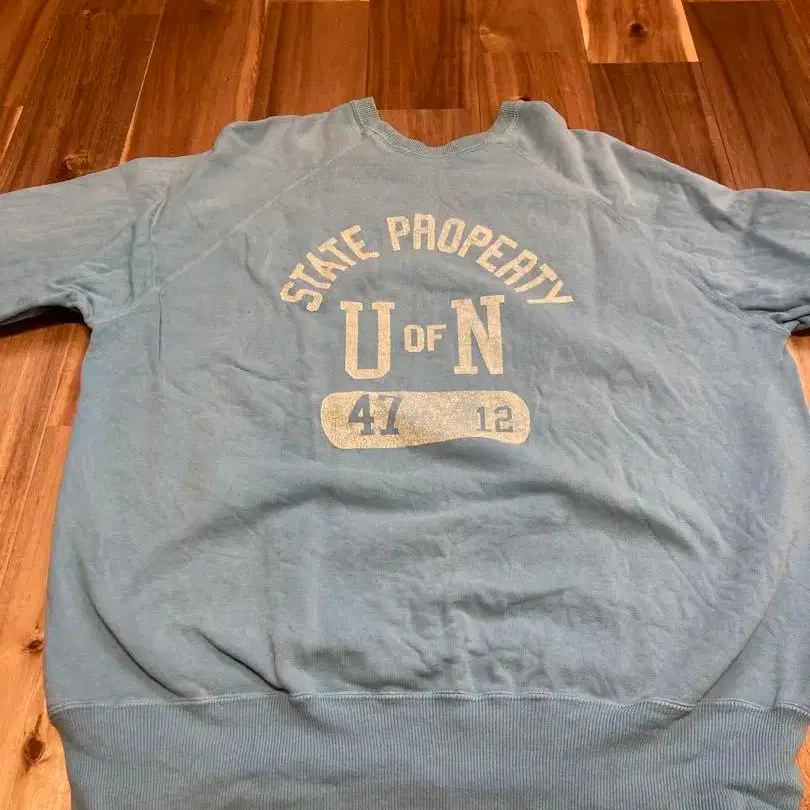 STATE PROPERTY
U OF N
47 12